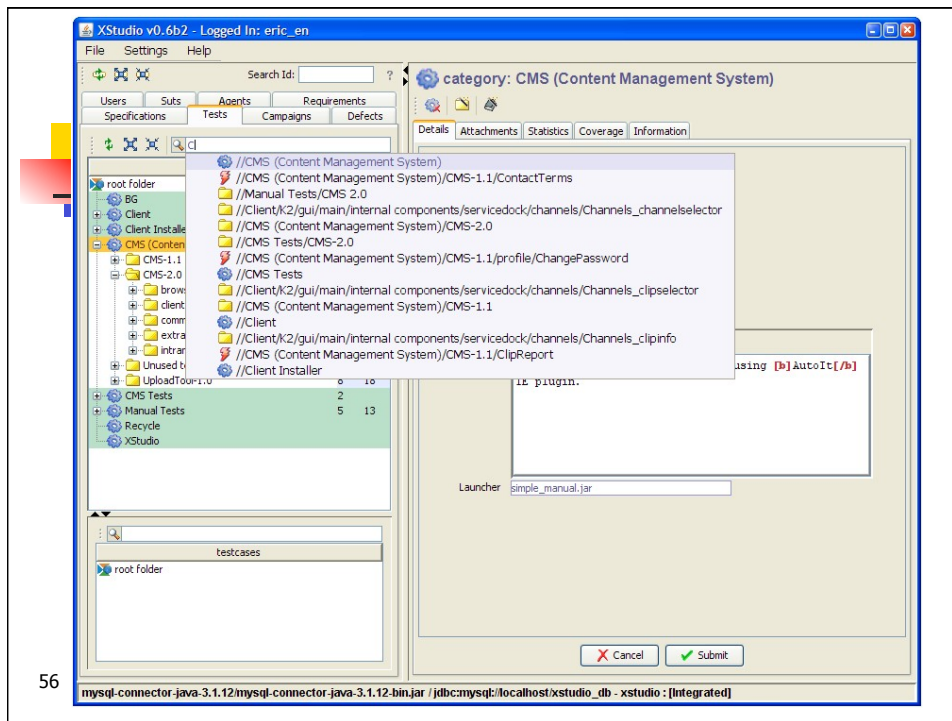 XStudio v0.6b2 - Logged In: eric_en
File Settings Help
Search Id: ?
Users Suts Agents Requirements
Specifications Tests Campaigns Defects
C
//CMS (Content Management System)
//CMS (Content Management System)/CMS-1.1/ContactTerms
//Manual Tests/CMS 2.0
//Client/K2/gui/main/internal components/servicedock/channels/Channels_channelselector
//CMS (Content Management System)/CMS-2.0
//CMS Tests/CMS-2.0
//CMS (Content Management System)/CMS-1.1/profile/ChangePassword
//CMS Tests
//Client/K2/gui/main/internal components/servicedock/channels/Channels_clipselector
//CMS (Content Management System)/CMS-1.1
//Client
//Client/K2/gui/main/internal components/servicedock/channels/Channels_clipinfo
//CMS (Content Management System)/CMS-1.1/ClipReport
//Client Installer
root folder
BG
Client
Client Installe
CMS (Conten
CMS-1.1
CMS-2.0
brow
client
comm
extra
intrar
Unused t
UploadTool-1.0 8 18
CMS Tests 2
Manual Tests 5 13
Recycle
XStudio
testcases
root folder
category: CMS (Content Management System)
Details Attachments Statistics Coverage Information
using [b]AutoIt[/b]
IE plugin.
Launcher simple_manual.jar
Cancel Submit
mysql-connector-java-3.1.12/mysql-connector-java-3.1.12-bin.jar / jdbc:mysql://localhost/xstudio_db - xstudio : [Integrated]
56